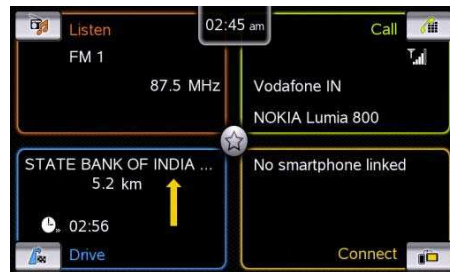 Listen
02:45 am
Call
FM 1
87.5 MHz
Vodafone IN
NOKIA Lumia 800
STATE BANK OF INDIA ...
5.2 km
02:56
Drive
No smartphone linked
Connect